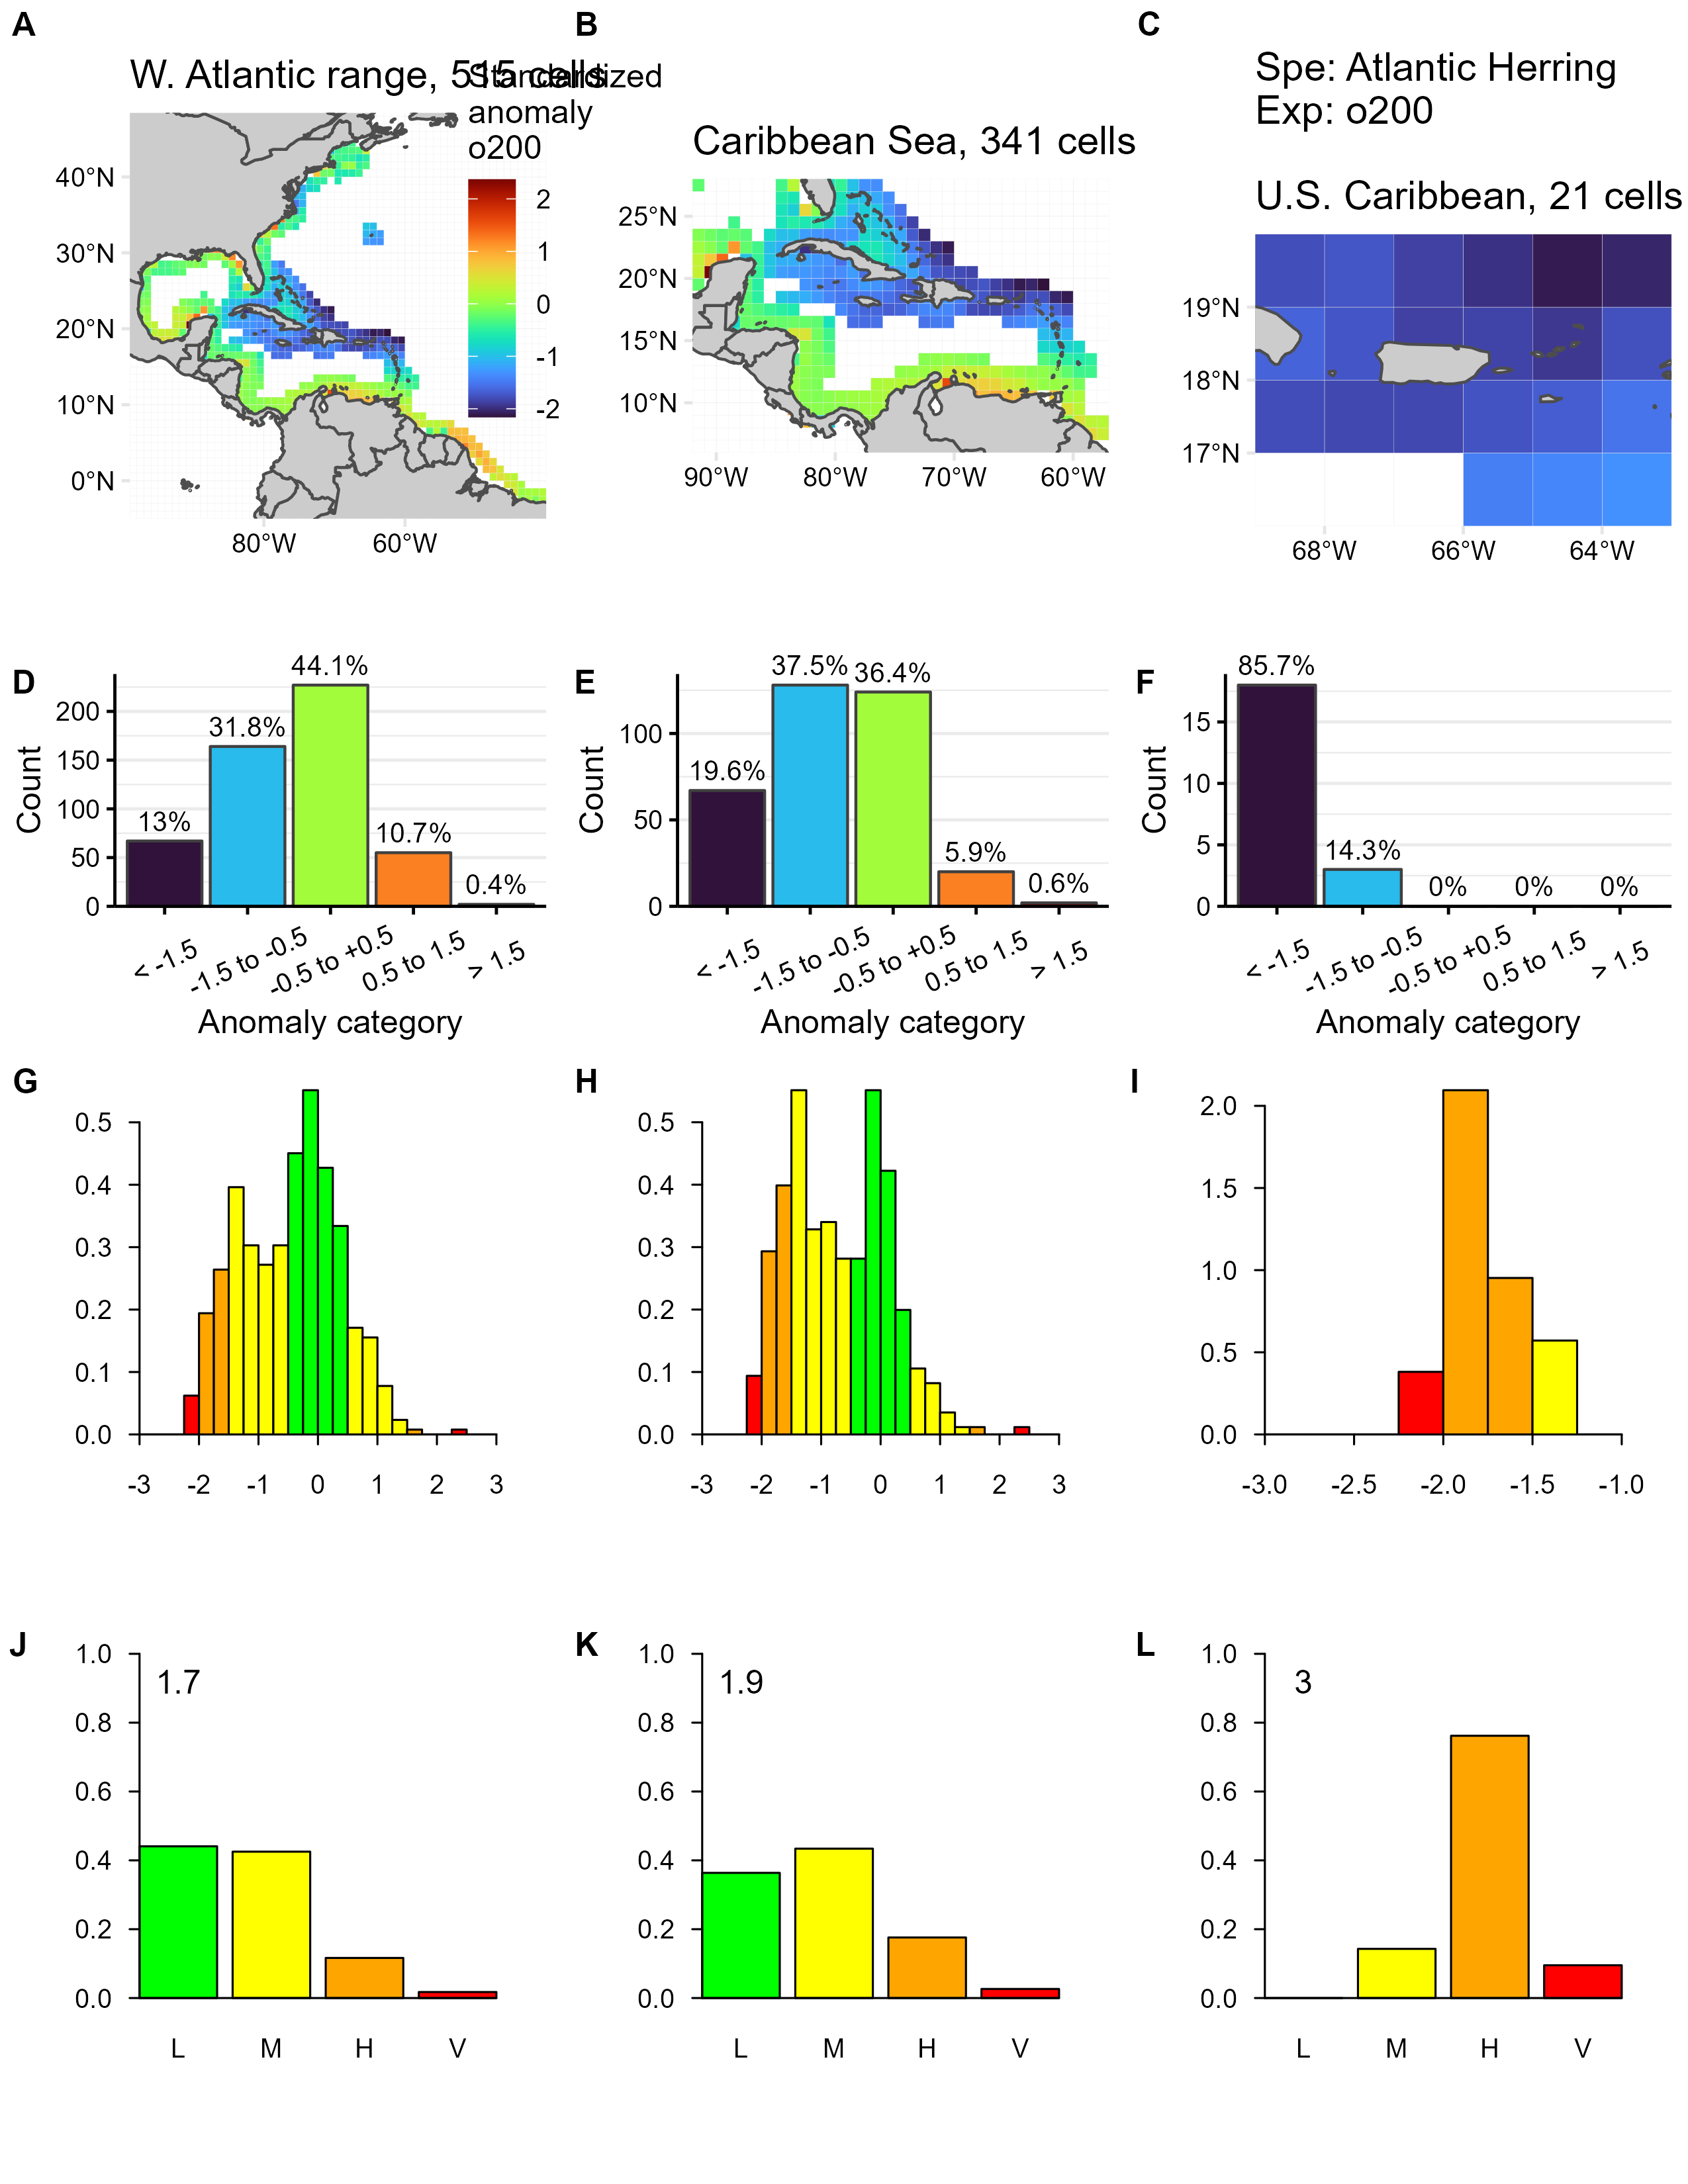 A
B
C
W. Atlantic range, 515 cells
Standardized
anomaly
o200
2
1
0
-1
-2
40°N
30°N
20°N
10°N
0°N
80°W 60°W
Caribbean Sea, 341 cells
25°N
20°N
15°N
10°N
90°W 80°W 70°W 60°W
Spe: Atlantic Herring
Exp: o200
U.S. Caribbean, 21 cells
19°N
18°N
17°N
68°W 66°W 64°W
D
Count
200
150
100
50
0
13%
31.8%
44.1%
10.7%
0.4%
< -1.5
-1.5 to -0.5
-0.5 to +0.5
0.5 to 1.5
> 1.5
Anomaly category
E
Count
100
50
0
19.6%
37.5%
36.4%
5.9%
0.6%
< -1.5
-1.5 to -0.5
-0.5 to +0.5
0.5 to 1.5
> 1.5
Anomaly category
F
Count
15
10
5
0
85.7%
14.3%
0%
0%
0%
< -1.5
-1.5 to -0.5
-0.5 to +0.5
0.5 to 1.5
> 1.5
Anomaly category
G
0.5
0.4
0.3
0.2
0.1
0.0
-3 -2 -1 0 1 2 3
H
0.5
0.4
0.3
0.2
0.1
0.0
-3 -2 -1 0 1 2 3
I
2.0
1.5
1.0
0.5
0.0
-3.0 -2.5 -2.0 -1.5 -1.0
J
1.0
0.8
0.6
0.4
0.2
0.0
1.7
L M H V
K
1.0
0.8
0.6
0.4
0.2
0.0
1.9
L M H V
L
1.0
0.8
0.6
0.4
0.2
0.0
3
L M H V